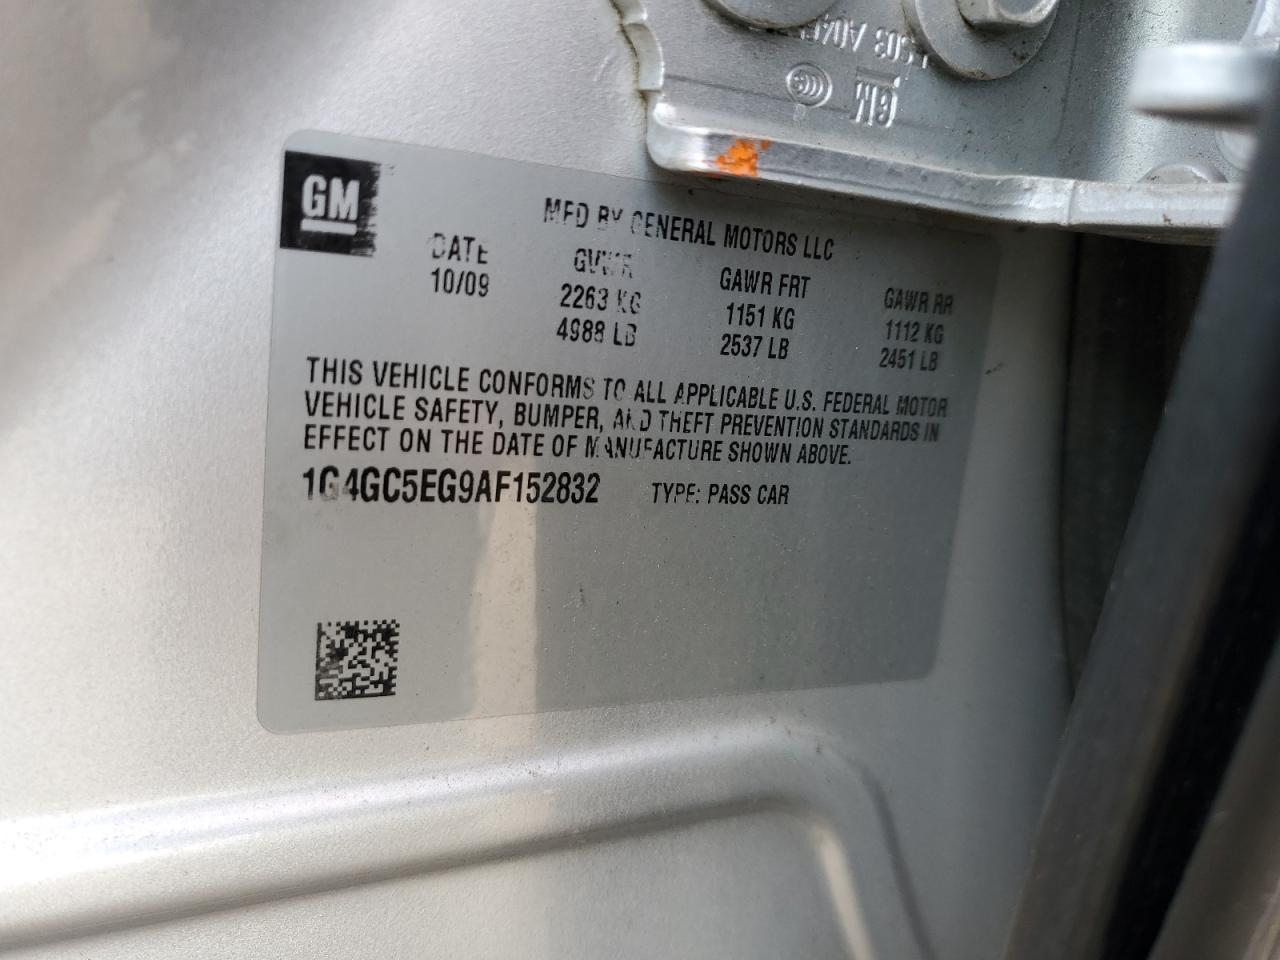 GM
MFD BY GENERAL MOTORS LLC
DATE GVWR GAWR FRT GAWR RR
10/09 2263 KG 1151 KG 1112 KG
4988 LB 2537 LB 2451 LB
THIS VEHICLE CONFORMS TO ALL APPLICABLE U.S. FEDERAL MOTOR
VEHICLE SAFETY, BUMPER, AND THEFT PREVENTION STANDARDS IN
EFFECT ON THE DATE OF MANUFACTURE SHOWN ABOVE.
1G4GC5EG9AF152832 TYPE: PASS CAR
GM